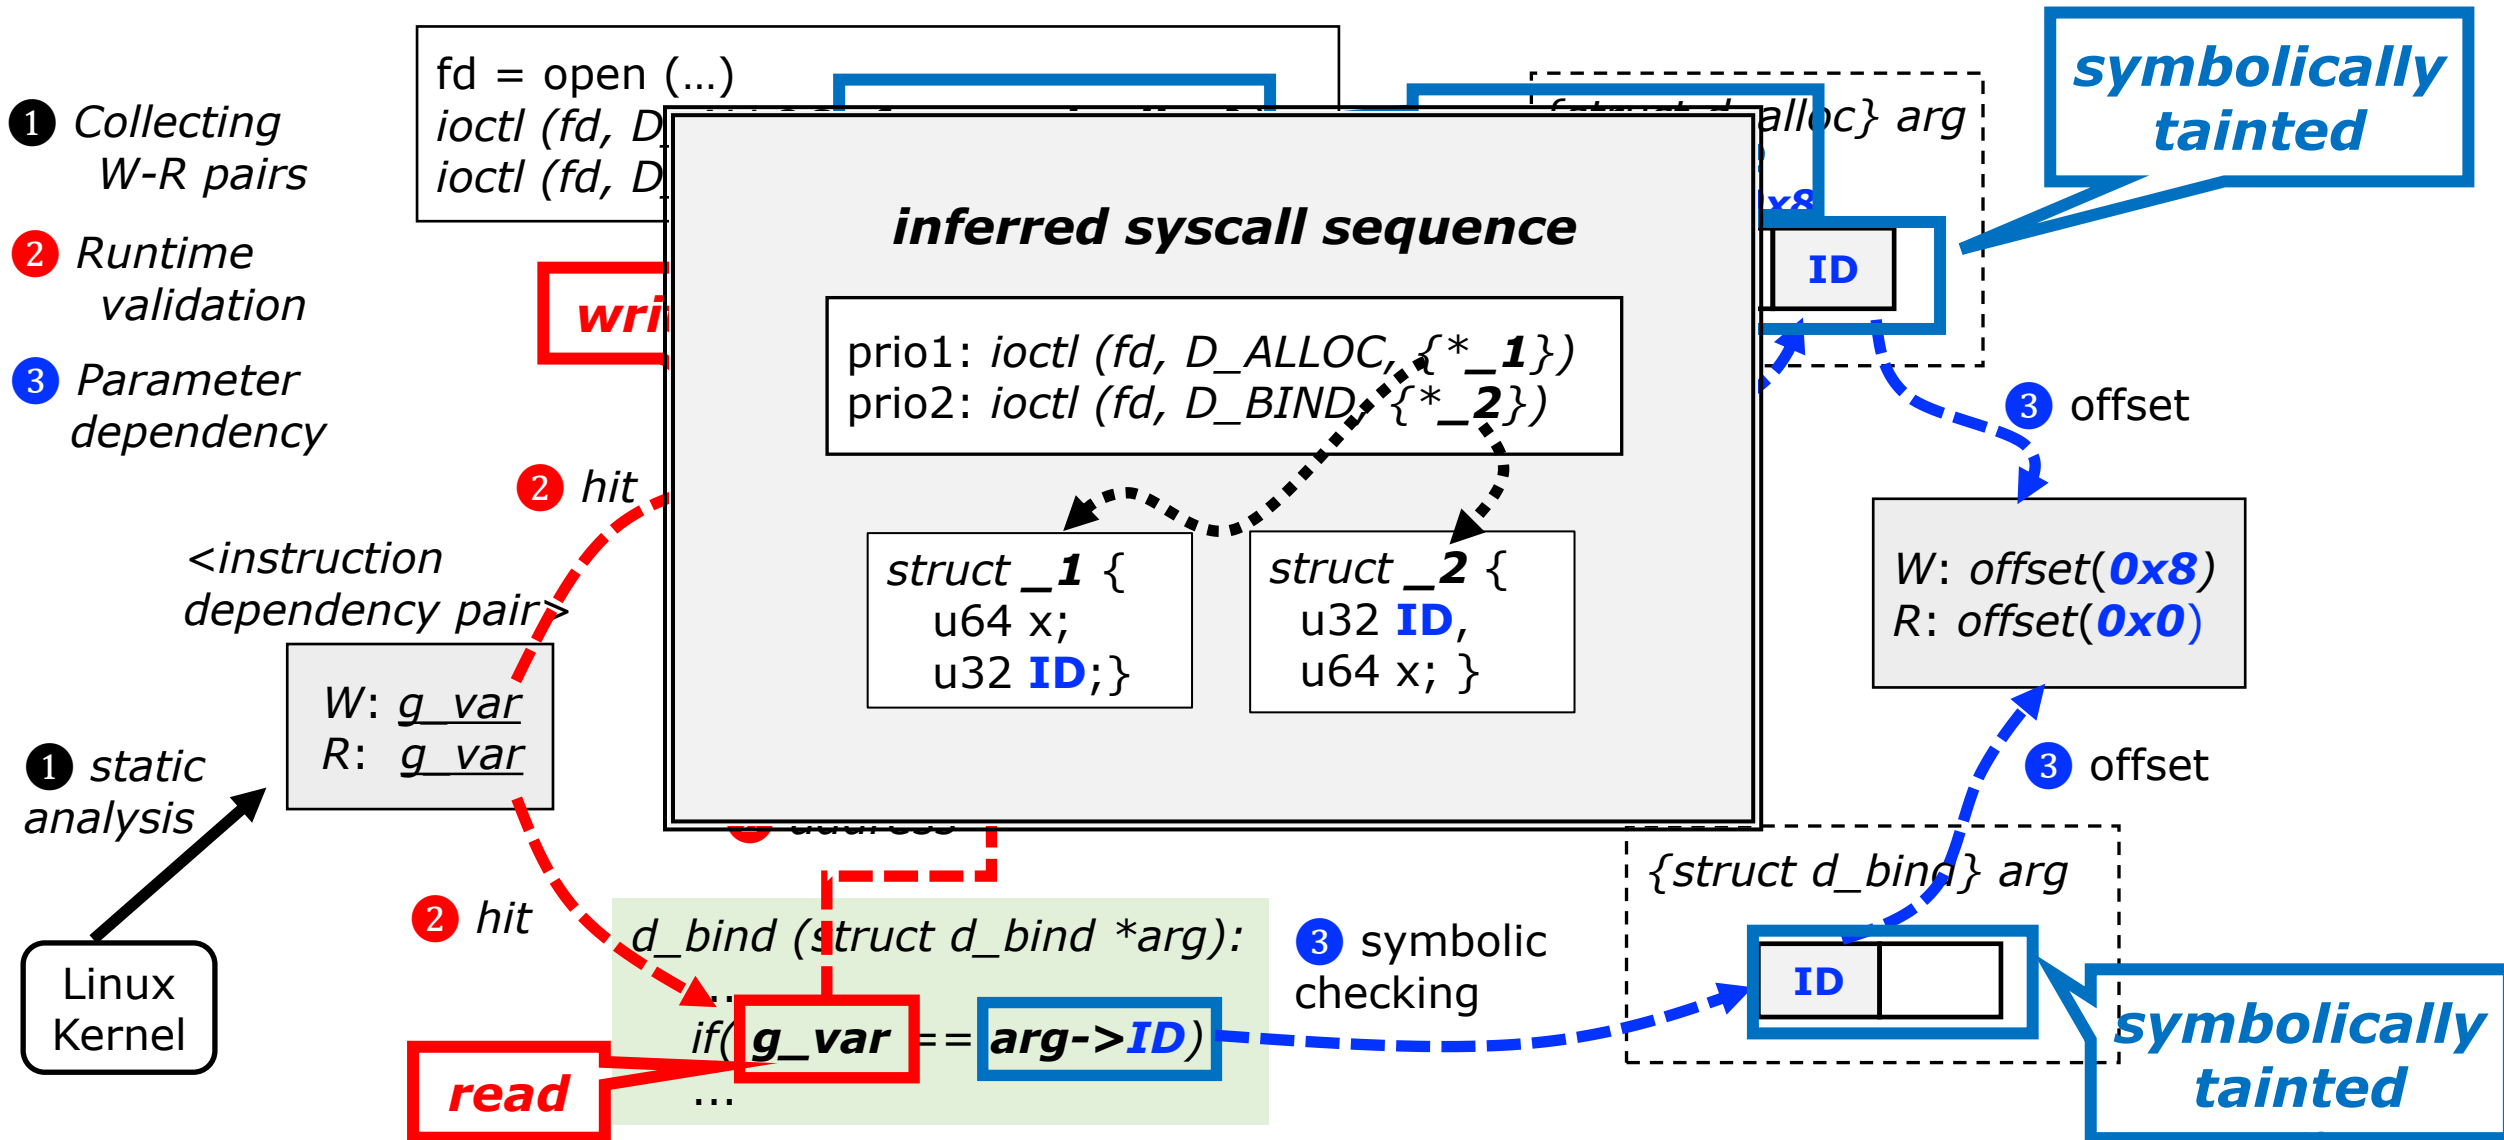 ❶ Collecting
W-R pairs
❷ Runtime
validation
❸ Parameter
dependency
fd = open (…)
ioctl (fd,
ioctl (fd,
arg
symbolically
tainted
ID
inferred syscall sequence
prio1: ioctl (fd, D_ALLOC, {*_1})
prio2: ioctl (fd, D_BIND, {*_2})
struct _1 {
u64 x;
u32 ID;}
struct _2 {
u32 ID,
u64 x; }
❸ offset
❷ hit
W: offset(0x8)
R: offset(0x0)
<instruction
dependency pair>
W: g_var
R: g_var
❶ static
analysis
❸ offset
Linux
Kernel
❷ hit
d_bind (struct d_bind *arg):
if( g_var == arg->ID)
…
read
❸ symbolic
checking
{struct d_bind} arg
ID
symbolically
tainted